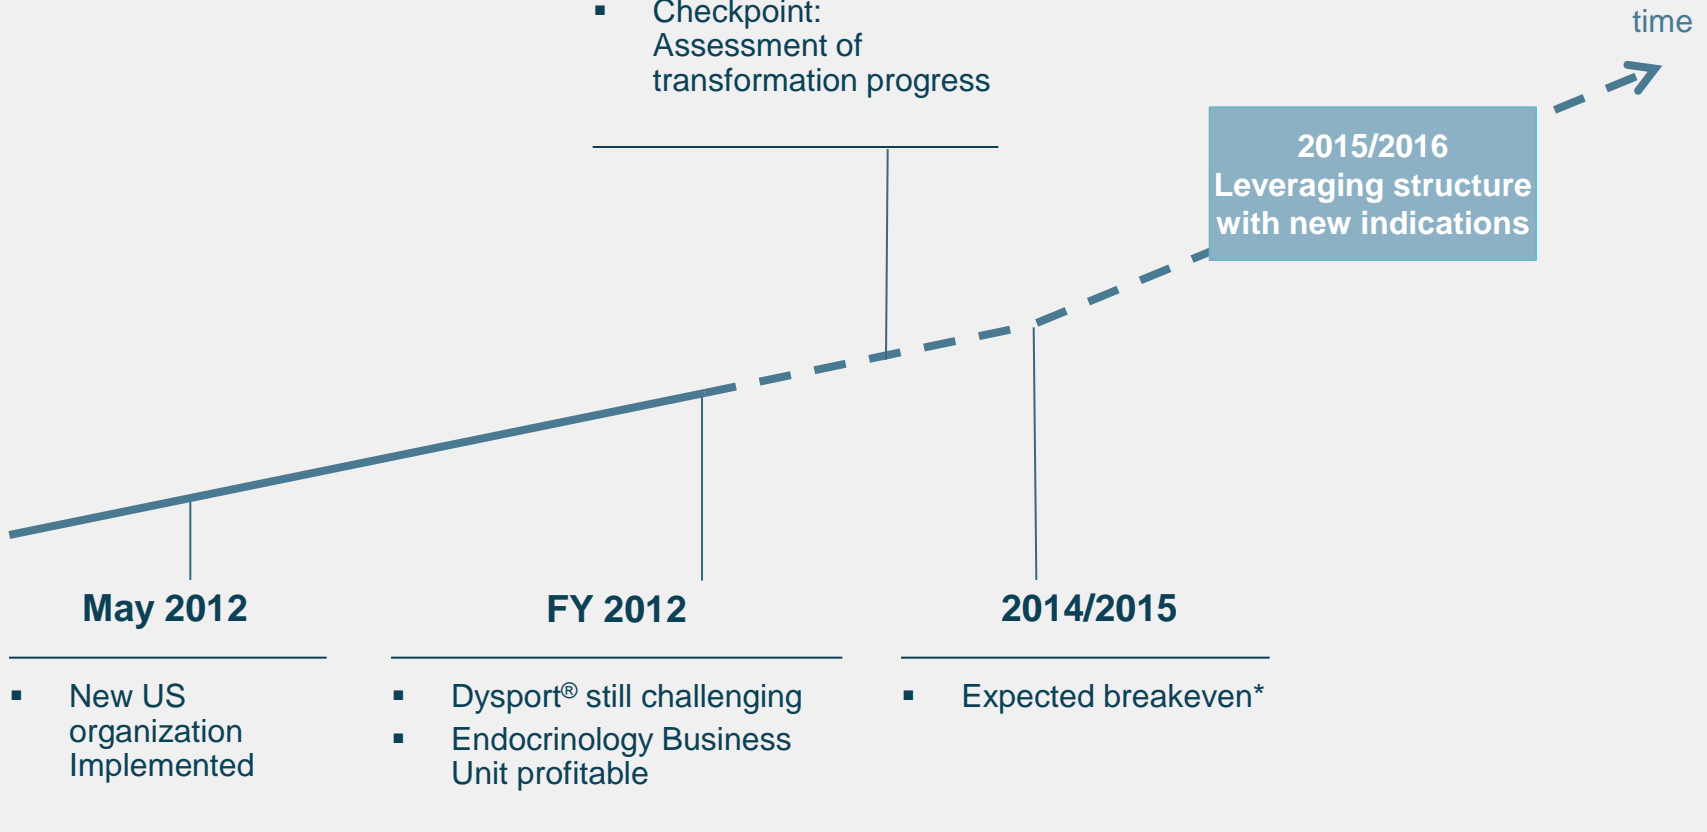 ▪ Checkpoint:
Assessment of
transformation progress
time
2015/2016
Leveraging structure
with new indications
May 2012
▪ New US
organization
Implemented
FY 2012
▪ Dysport® still challenging
▪ Endocrinology Business
Unit profitable
2014/2015
▪ Expected breakeven*